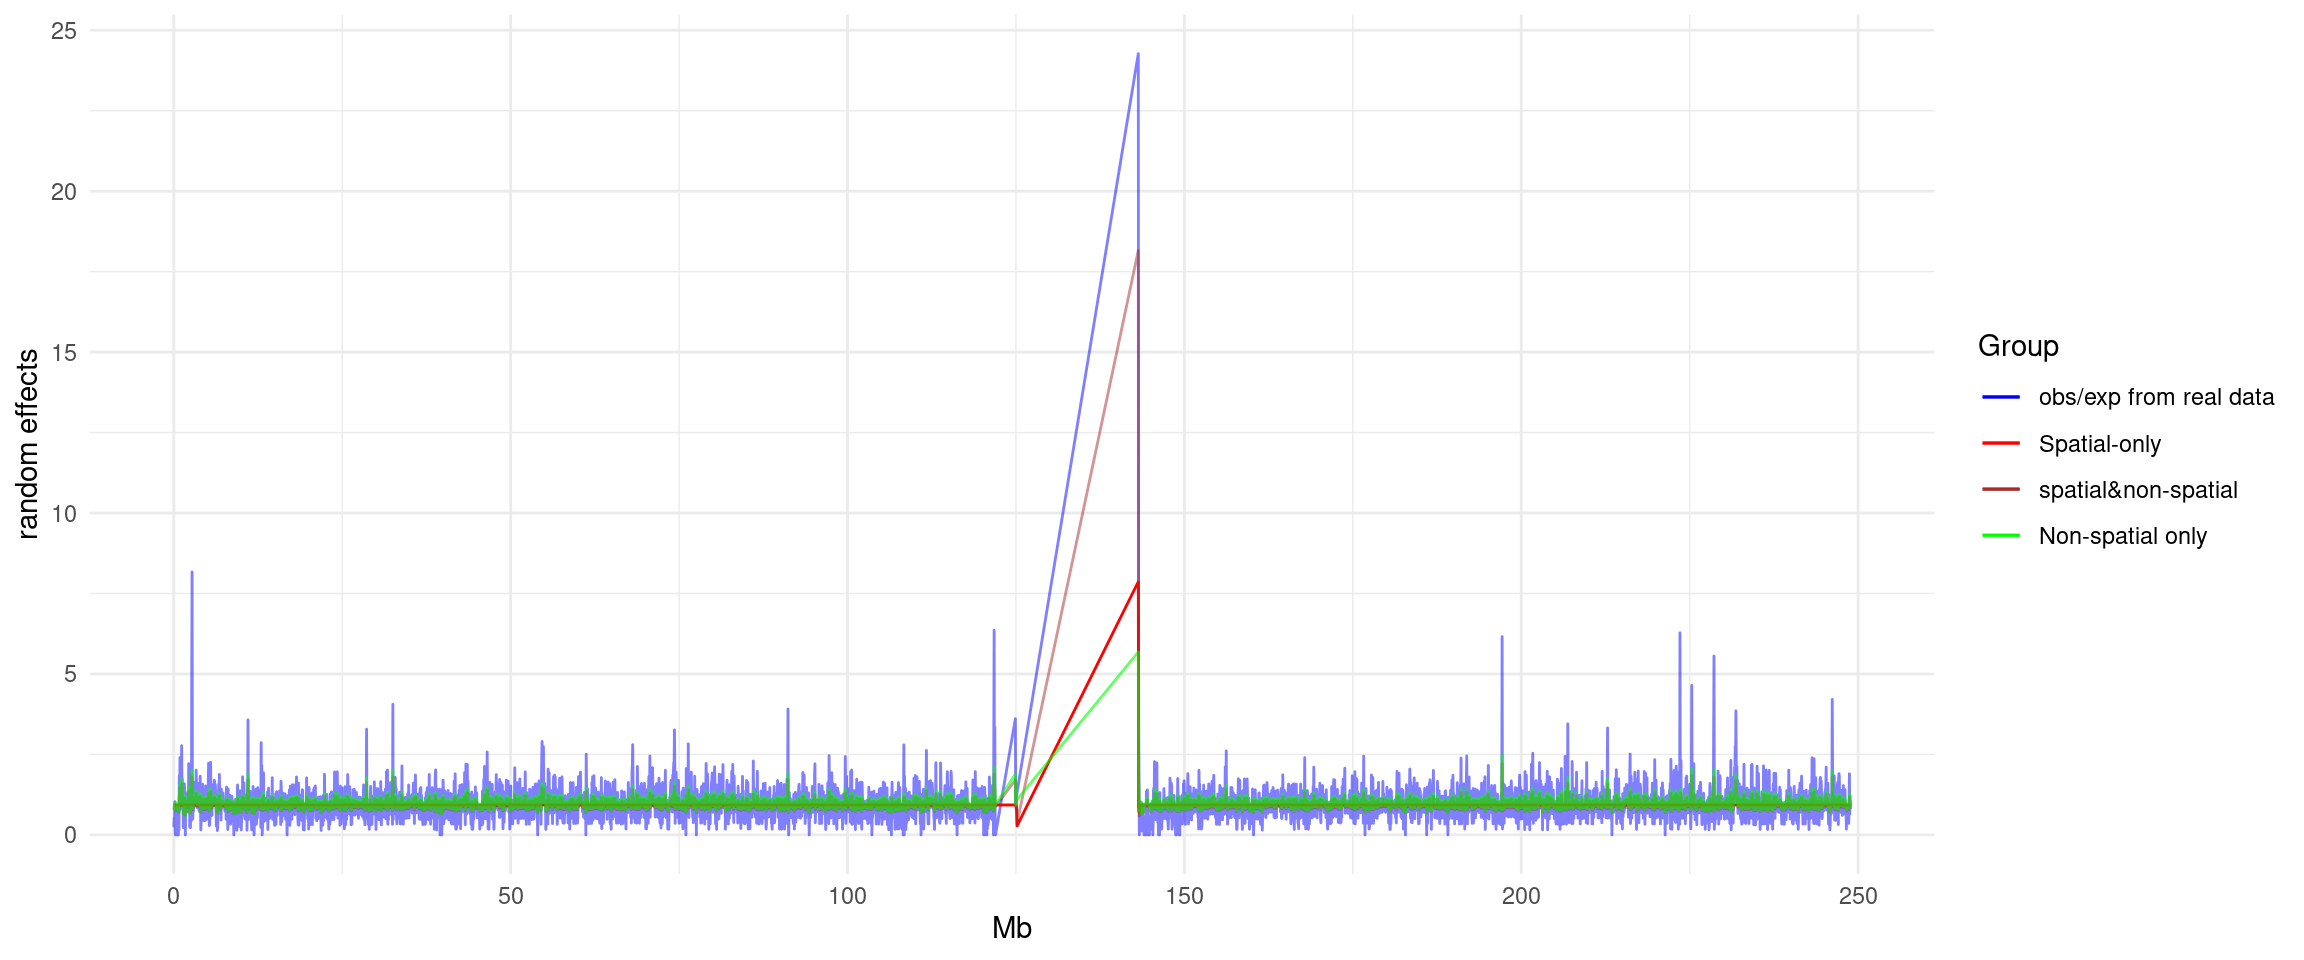 25
20
15
10
5
0
random effects
0
50
100
150
200
250
Mb
Group
obs/exp from real data
Spatial-only
spatial&non-spatial
Non-spatial only